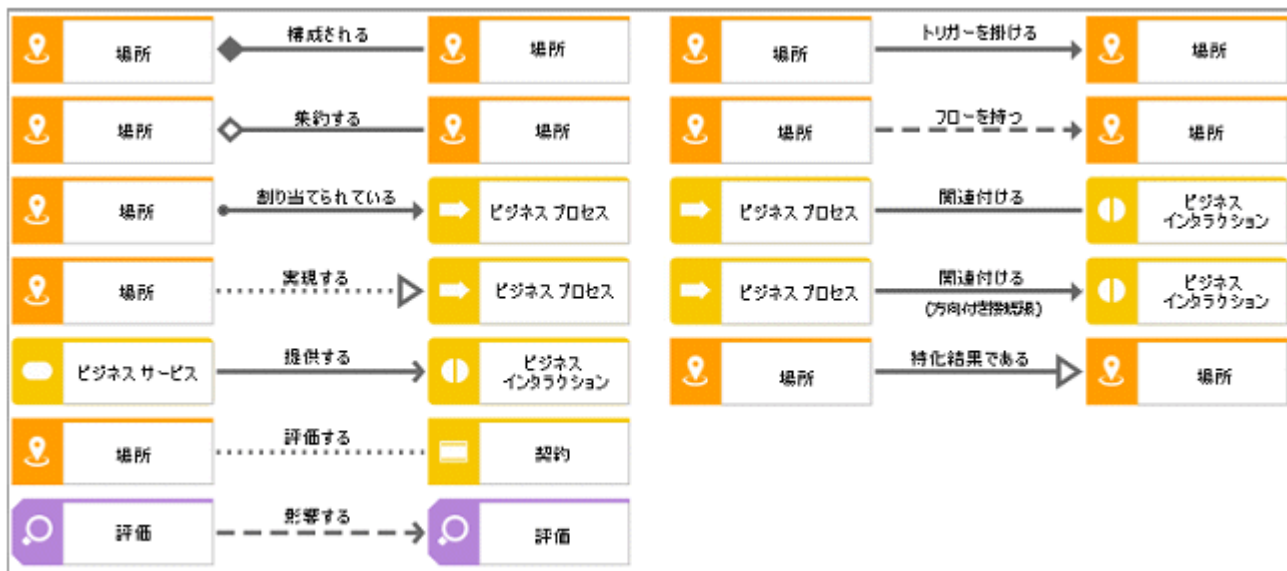 場所
構成される
場所
場所
集約する
場所
場所
割り当てられている
ビジネス プロセス
場所
実現する
ビジネス プロセス
ビジネス サービス
提供する
ビジネス
インタラクション
場所
評価する
契約
評価
影響する
評価
場所
トリガーを掛ける
場所
場所
フローを持つ
場所
ビジネス プロセス
関連付ける
ビジネス
インタラクション
ビジネス プロセス
関連付ける
(方向付き接続線)
ビジネス
インタラクション
場所
特化結果である
場所